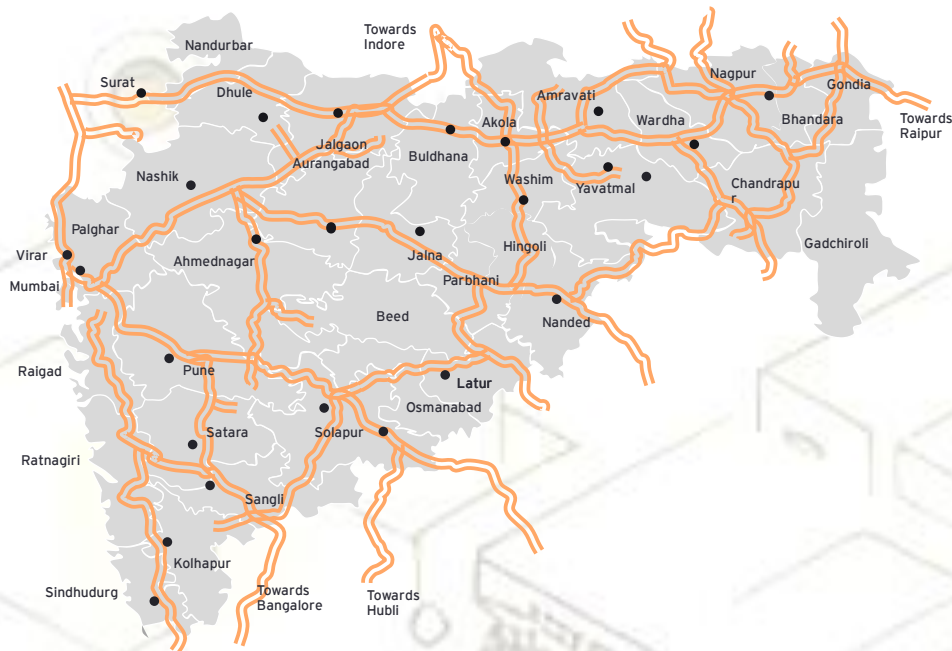 Towards
Indore
Nandurbar
Surat
Dhule
Nagpur
Gondia
Amravati
Akola
Wardha
Bhandara
Towards
Raipur
Jalgaon
Aurangabad
Buldhana
Nashik
Washim
Yavatmal
Chandrapu
r
Palghar
Virar
Ahmednagar
Jalna
Hingoli
Gadchiroli
Mumbai
Parbhani
Beed
Nanded
Raigad
Pune
Latur
Osmanabad
Satara
Solapur
Ratnagiri
Sangli
Kolhapur
Sindhudurg
Towards
Bangalore
Towards
Hubli